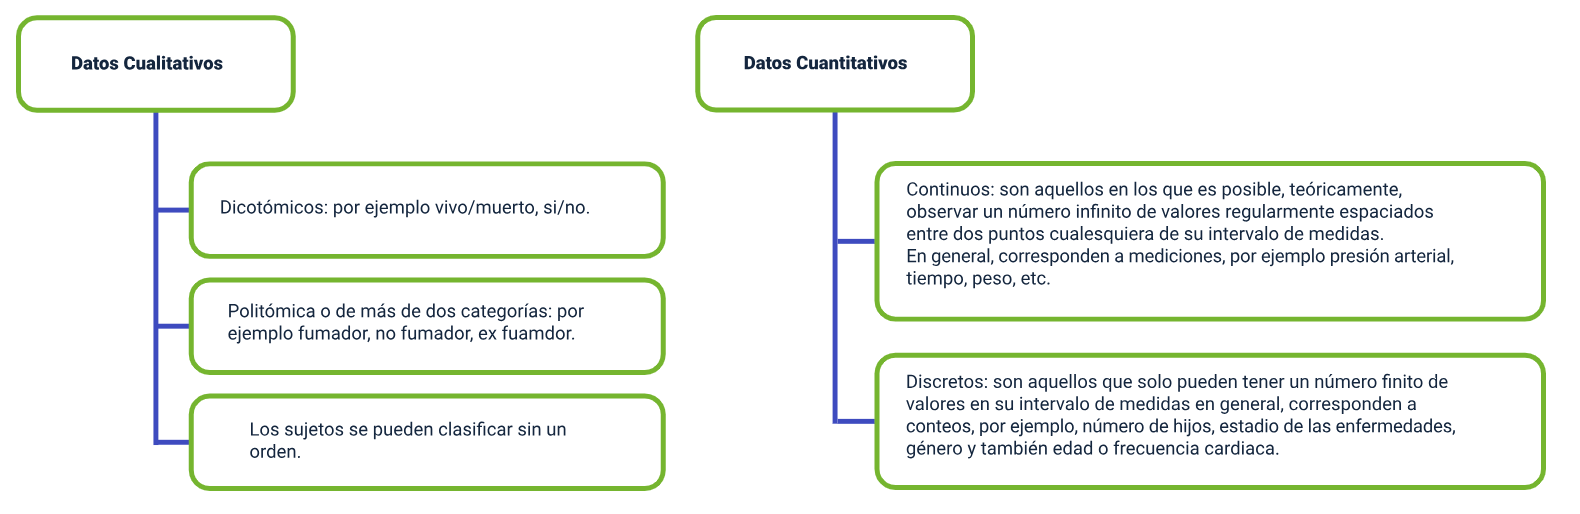 Datos Cualitativos
Dicotómicos: por ejemplo vivo/muerto, si/no.
Politómica o de más de dos categorías: por
ejemplo fumador, no fumador, ex fuamdor.
Los sujetos se pueden clasificar sin un
orden.
Datos Cuantitativos
Continuos: son aquellos en los que es posible, teóricamente,
observar un número infinito de valores regularmente espaciados
entre dos puntos cualesquiera de su intervalo de medidas.
En general, corresponden a mediciones, por ejemplo presión arterial,
tiempo, peso, etc.
Discretos: son aquellos que solo pueden tener un número finito de
valores en su intervalo de medidas en general, corresponden a
conteos, por ejemplo, número de hijos, estadio de las enfermedades,
género y también edad o frecuencia cardiaca.